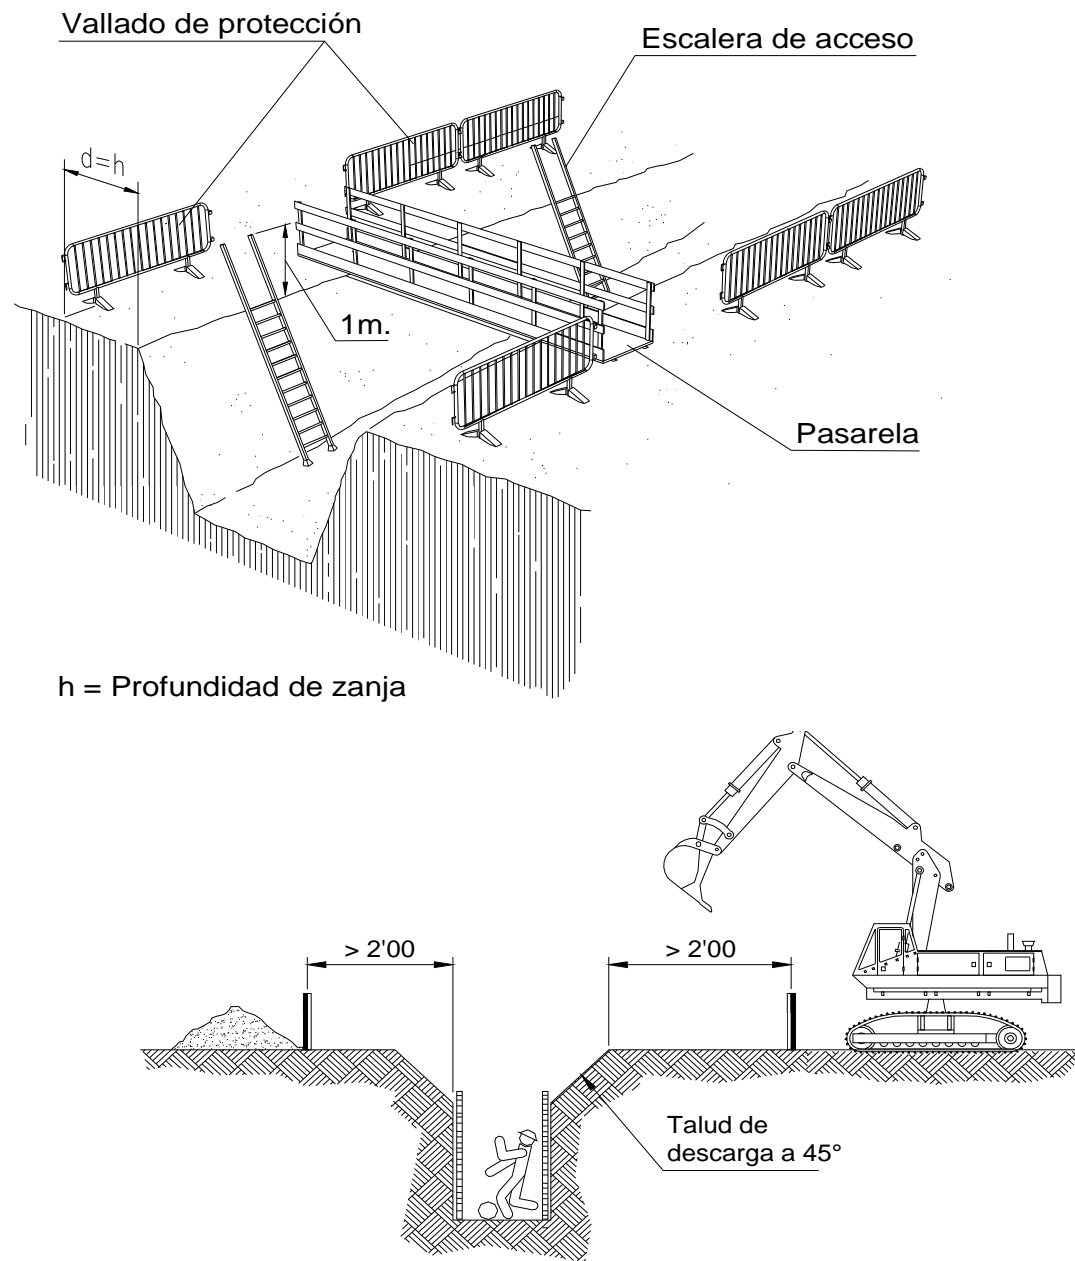 Vallado de protección
Escalera de acceso
d=h
1m.
Pasarela
h = Profundidad de zanja
> 2'00
> 2'00
Talud de
descarga a 45°